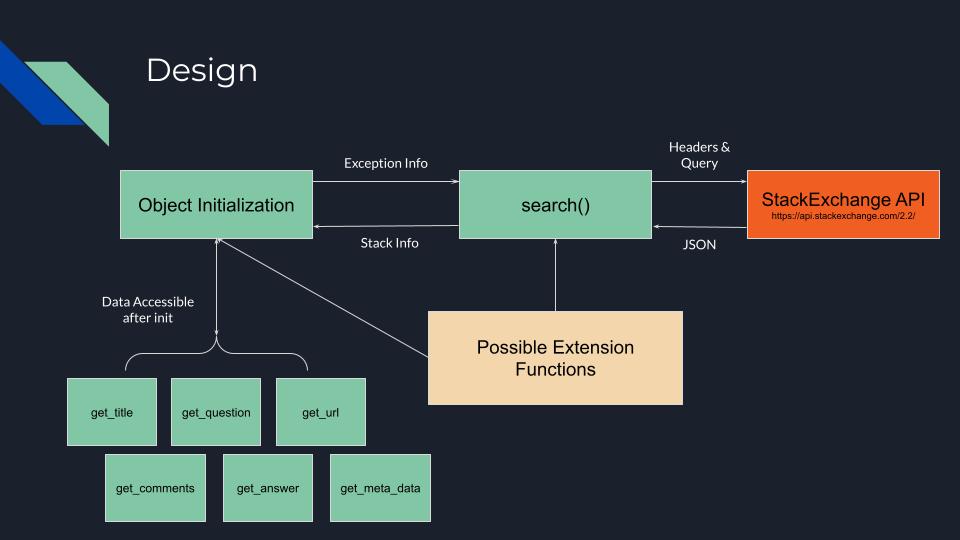 Design
Exception Info
Headers &
Query
Object Initialization
search()
StackExchange API
https://api.stackexchange.com/2.2/
Stack Info
JSON
Data Accessible
after init
Possible Extension
Functions
get_title
get_question
get_url
get_comments
get_answer
get_meta_data